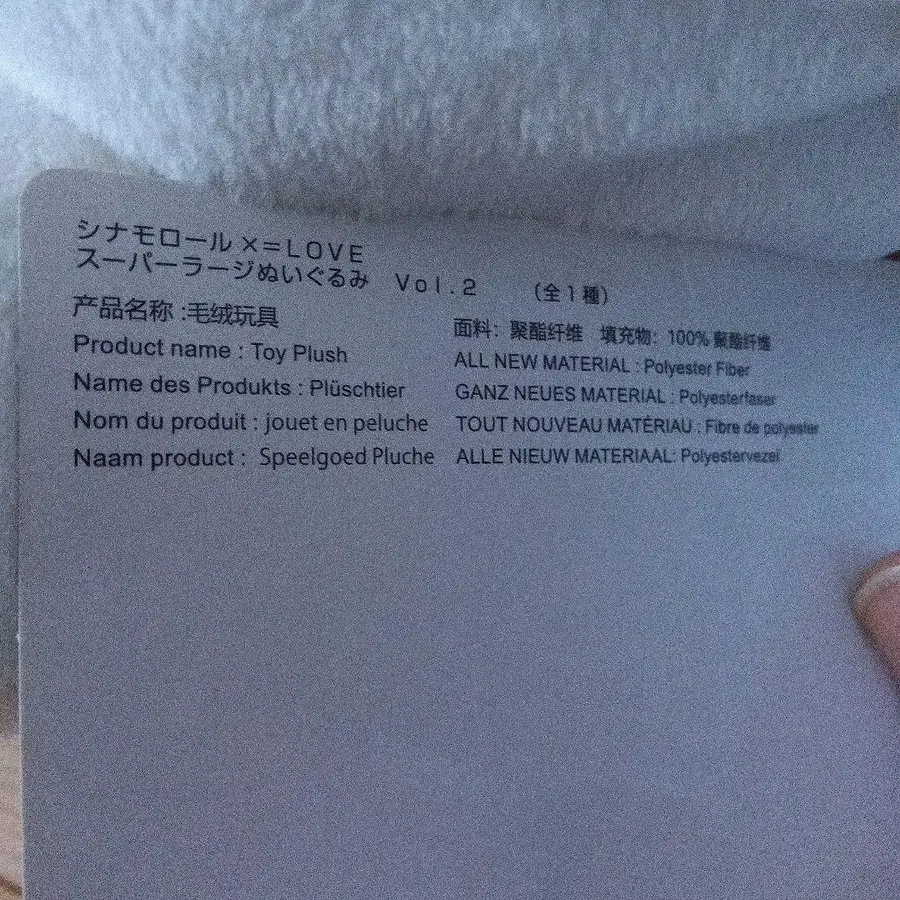 シナモロール×＝LOVE
スーパーラージぬいぐるみ Vol.2 （全1種）
产品名称 :毛绒玩具
Product name : Toy Plush
Name des Produkts : Plüschtier
Nom du produit : jouet en peluche
Naam product : Speelgoed Pluche
面料：聚酯纤维 填充物：100% 聚酯纤维
ALL NEW MATERIAL : Polyester Fiber
GANZ NEUES MATERIAL : Polyesterfaser
TOUT NOUVEAU MATÉRIAU : Fibre de polyester
ALLE NIEUW MATERIAAL: Polyestervezel